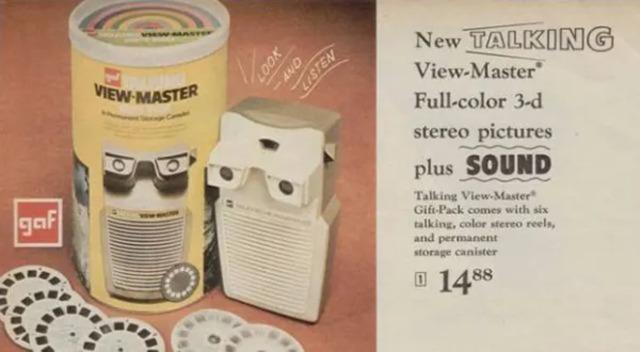 gaf
VIEW-MASTER
LOOK
AND
LISTEN
gaf
New TALKING
View-Master®
Full-color 3-d
stereo pictures
plus SOUND
Talking View-Master®
Gift-Pack comes with six
talking, color stereo reels,
and permanent
storage canister
1 14 88